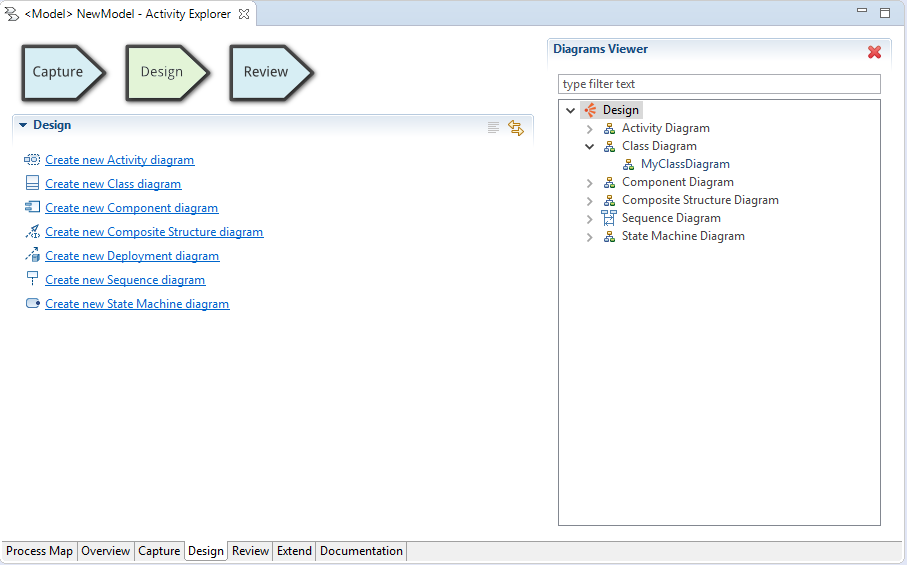 <Model> NewModel - Activity Explorer
Capture
Design
Review
Design
Create new Activity diagram
Create new Class diagram
Create new Component diagram
Create new Composite Structure diagram
Create new Deployment diagram
Create new Sequence diagram
Create new State Machine diagram
Diagrams Viewer
type filter text
Design
Activity Diagram
Class Diagram
MyClassDiagram
Component Diagram
Composite Structure Diagram
Sequence Diagram
State Machine Diagram
Process Map Overview Capture Design Review Extend Documentation